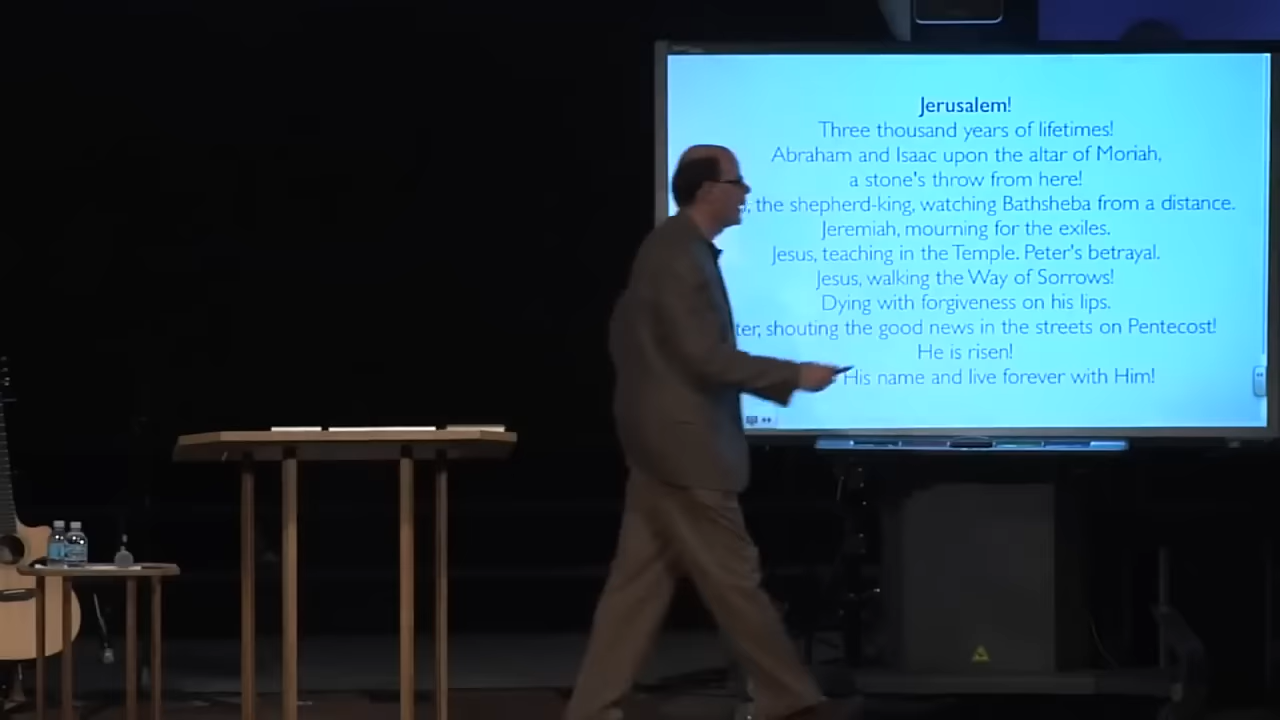 Jerusalem!
Three thousand years of lifetimes!
Abraham and Isaac upon the altar of Moriah,
a stone's throw from here!
the shepherd-king, watching Bathsheba from a distance.
Jeremiah, mourning for the exiles.
Jesus, teaching in the Temple. Peter's betrayal.
Jesus, walking the Way of Sorrows!
Dying with forgiveness on his lips.
ter, shouting the good news in the streets on Pentecost!
He is risen!
His name and live forever with Him!